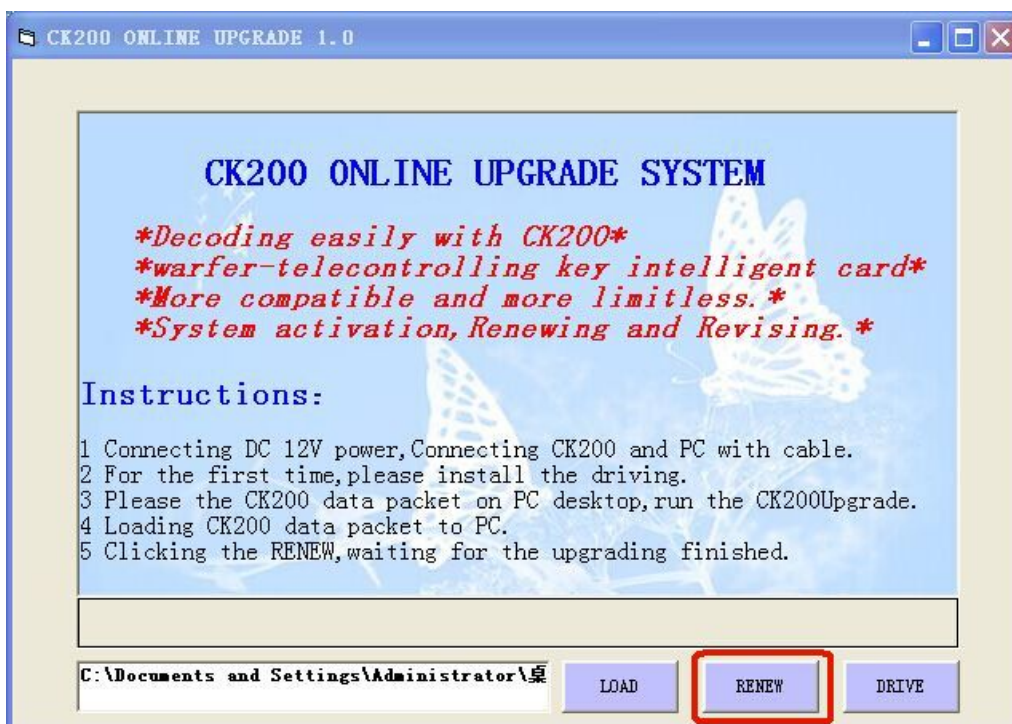 CK200 ONLINE UPGRADE 1.0
CK200 ONLINE UPGRADE SYSTEM
*Decoding easily with CK200*
*warfer-telecontrolling key intelligent card*
*More compatible and more limitless.*
*System activation,Renewing and Revising.*
Instructions:
1 Connecting DC 12V power,Connecting CK200 and PC with cable.
2 For the first time,please install the driving.
3 Please the CK200 data packet on PC desktop,run the CK200Upgrade.
4 Loading CK200 data packet to PC.
5 Clicking the RENEW,waiting for the upgrading finished.
C:\Documents and Settings\Administrator\桌
LOAD
RENEW
DRIVE